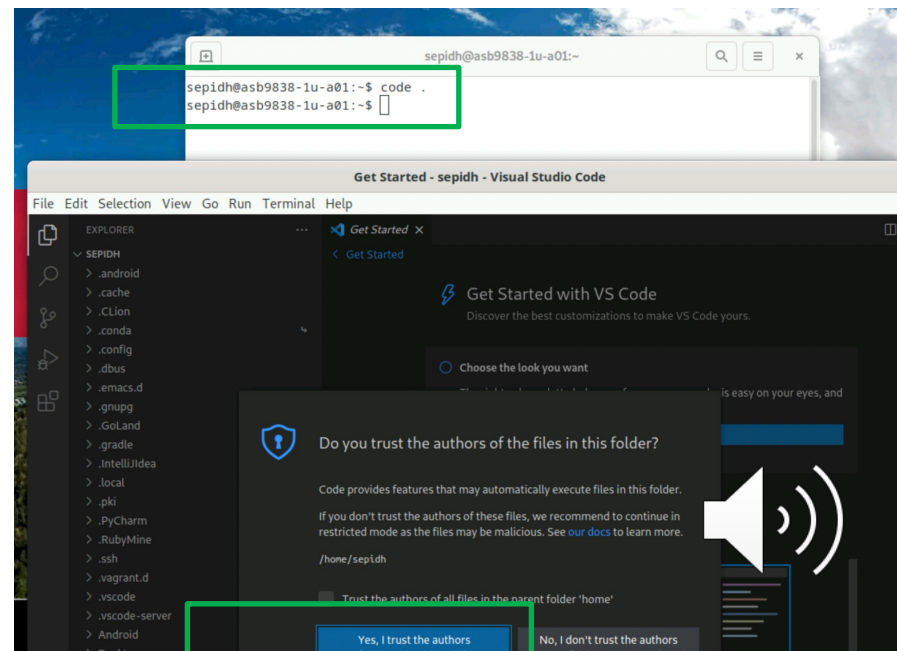 sepidh@asb9838-1u-a01:~
sepidh@asb9838-1u-a01:~$ code .
sepidh@asb9838-1u-a01:~$
Get Started - sepidh - Visual Studio Code
File Edit Selection View Go Run Terminal Help
EXPLORER ...
Get Started
SEPIDH
Get Started
.android
.cache
.CLion
.conda
.config
.dbus
.emacs.d
.gnupg
.GoLand
.gradle
.IntelliJIdea
.local
.pki
.PyCharm
.RubyMine
.ssh
.vagrant.d
.vscode
.vscode-server
Android
Get Started with VS Code
Discover the best customizations to make VS Code yours.
Choose the look you want
is easy on your eyes, and
Do you trust the authors of the files in this folder?
Code provides features that may automatically execute files in this folder.
If you don't trust the authors of these files, we recommend to continue in
restricted mode as the files may be malicious. See our docs to learn more.
/home/sepidh
Trust the authors of all files in the parent folder 'home'
Yes, I trust the authors
No, I don't trust the authors